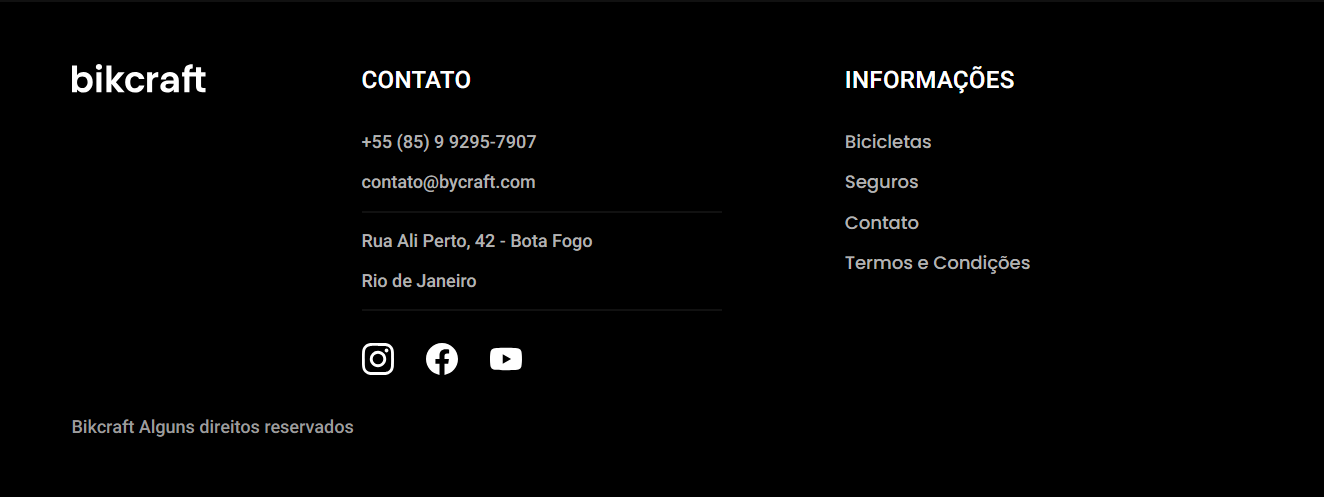 bikcraft
CONTATO
+55 (85) 9 9295-7907
contato@bycraft.com
Rua Ali Perto, 42 - Bota Fogo
Rio de Janeiro
INFORMAÇÕES
Bicicletas
Seguros
Contato
Termos e Condições
Bikcraft Alguns direitos reservados